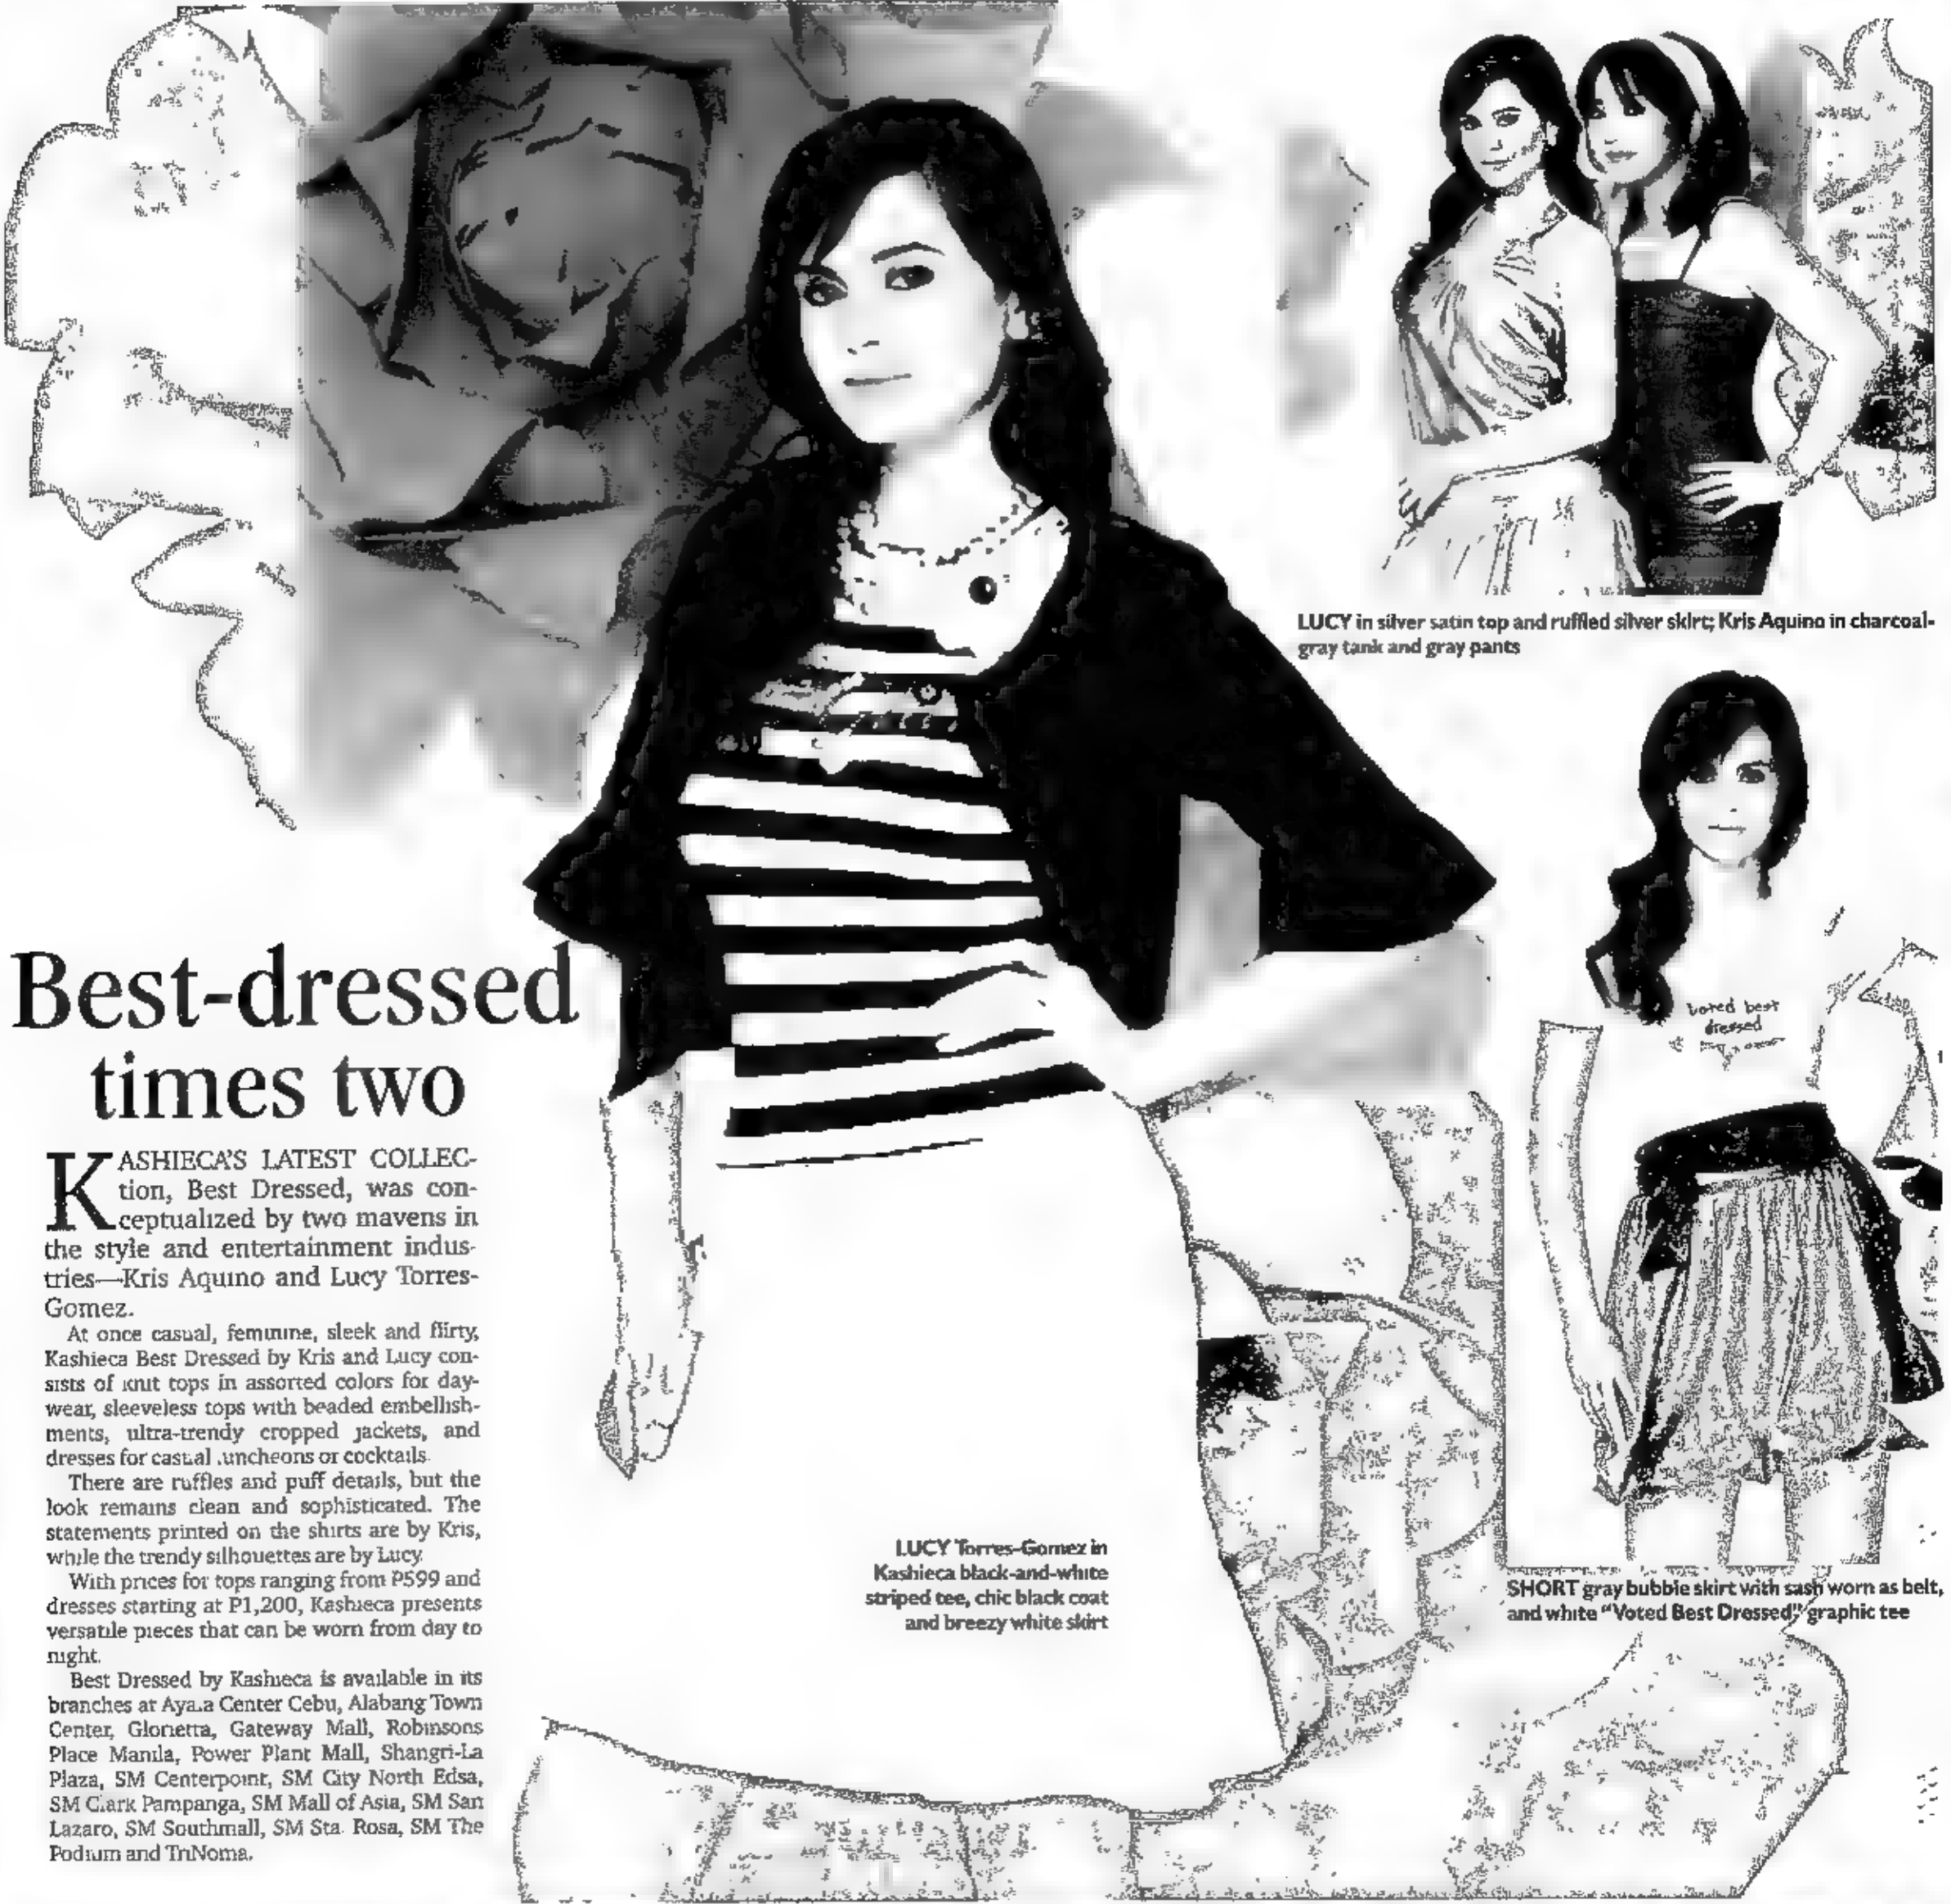 Best-dressed
times two
KASHIECA'S LATEST COLLEC-
tion, Best Dressed, was con-
ceptualized by two mavens in
the style and entertainment indus-
tries—Kris Aquino and Lucy Torres-
Gomez.
At once casual, feminine, sleek and flirty,
Kashieca Best Dressed by Kris and Lucy con-
sists of knit tops in assorted colors for day-
wear, sleeveless tops with beaded embellish-
ments, ultra-trendy cropped jackets, and
dresses for casual luncheons or cocktails.
There are ruffles and puff details, but the
look remains clean and sophisticated. The
statements printed on the shirts are by Kris,
while the trendy silhouettes are by Lucy.
With prices for tops ranging from P599 and
dresses starting at P1,200, Kashieca presents
versatile pieces that can be worn from day to
night.
Best Dressed by Kashieca is available in its
branches at Ayala Center Cebu, Alabang Town
Center, Glorietta, Gateway Mall, Robinsons
Place Manila, Power Plant Mall, Shangri-La
Plaza, SM Centerpoint, SM City North Edsa,
SM Clark Pampanga, SM Mall of Asia, SM San
Lazaro, SM Southmall, SM Sta. Rosa, SM The
Podium and TriNoma.
LUCY Torres-Gomez in
Kashieca black-and-white
striped tee, chic black coat
and breezy white skirt
LUCY in silver satin top and ruffled silver skirt; Kris Aquino in charcoal-
gray tank and gray pants
voted best
dressed
SHORT gray bubble skirt with sash worn as belt,
and white "Voted Best Dressed" graphic tee